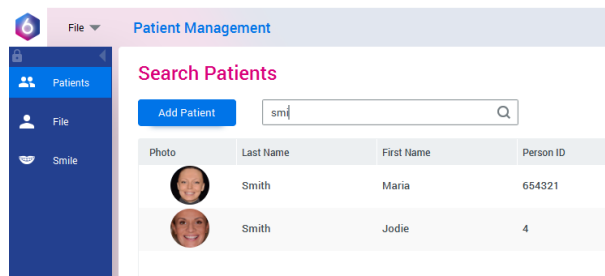 6
File
Patient Management
Patients
File
Smile
Search Patients
Add Patient
smi
Photo Last Name First Name Person ID
Smith Maria 654321
Smith Jodie 4